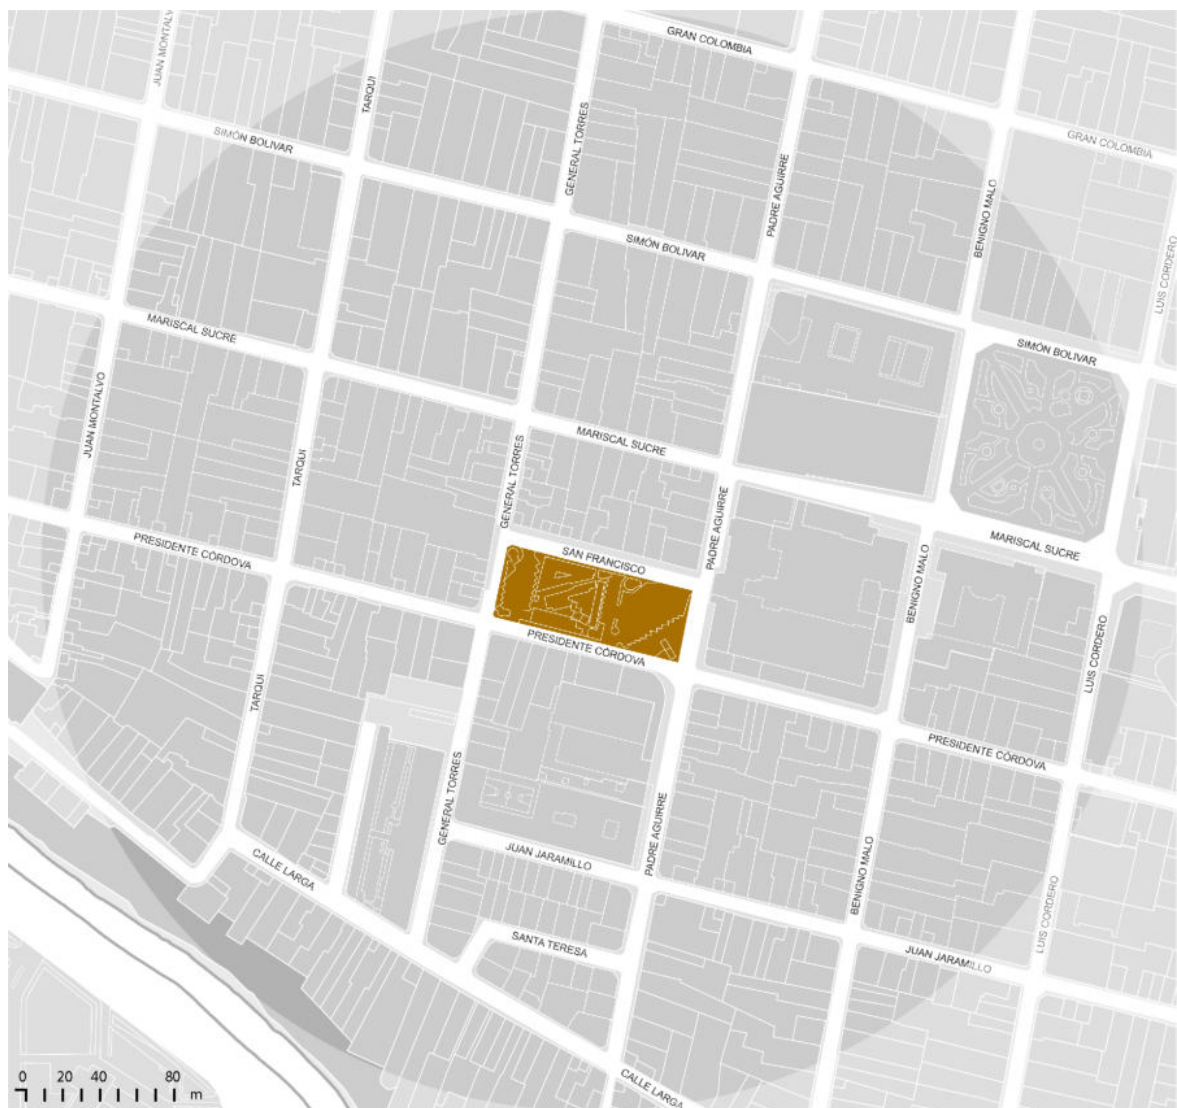 GRAN COLOMBIA
JUAN MONTALVO
TARQUI
GENERAL TORRES
SIMÓN BOLIVAR
GRAN COLOMBIA
PADRE AGUIRRE
BENIGNO MALO
SIMÓN BOLIVAR
LUIS CORDERO
MARISCAL SUCRE
SIMÓN BOLIVAR
JUAN MONTALVO
MARISCAL SUCRE
TARQUI
GENERAL TORRES
PADRE AGUIRRE
MARISCAL SUCRE
PRESIDENTE CÓRDOVA
SAN FRANCISCO
BENIGNO MALO
PRESIDENTE CÓRDOVA
LUIS CORDERO
TARQUI
PRESIDENTE CÓRDOVA
GENERAL TORRES
PADRE AGUIRRE
JUAN JARAMILLO
CALLE LARGA
BENIGNO MALO
LUIS CORDERO
SANTA TERESA
JUAN JARAMILLO
CALLE LARGA
0 20 40 80
m